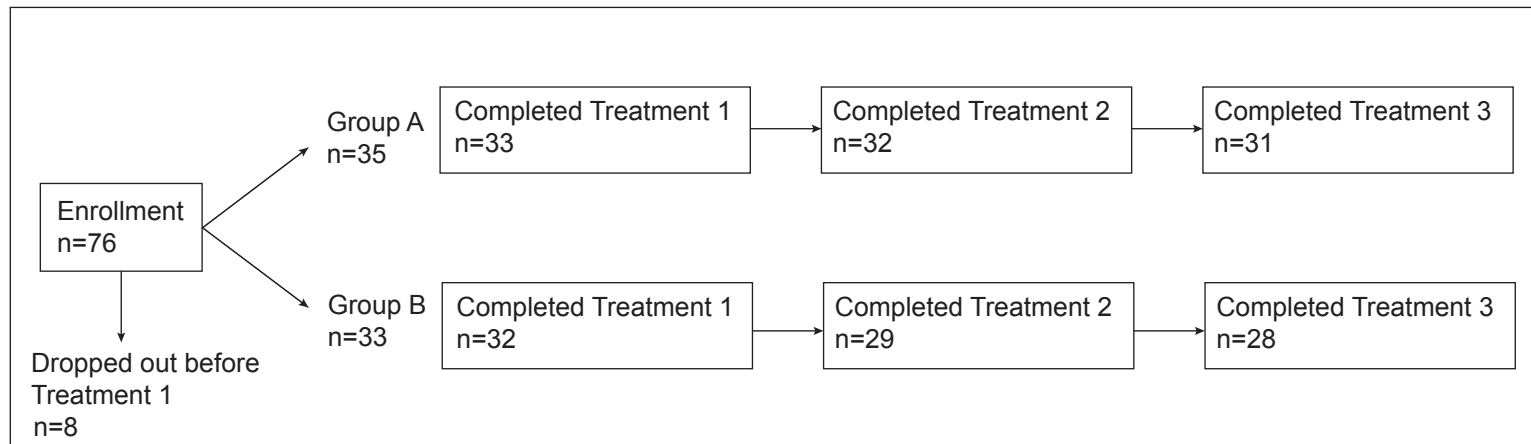 Enrollment
n=76
Dropped out before
Treatment 1
n=8
Group A
n=35
Completed Treatment 1
n=33
Completed Treatment 2
n=32
Completed Treatment 3
n=31
Group B
n=33
Completed Treatment 1
n=32
Completed Treatment 2
n=29
Completed Treatment 3
n=28